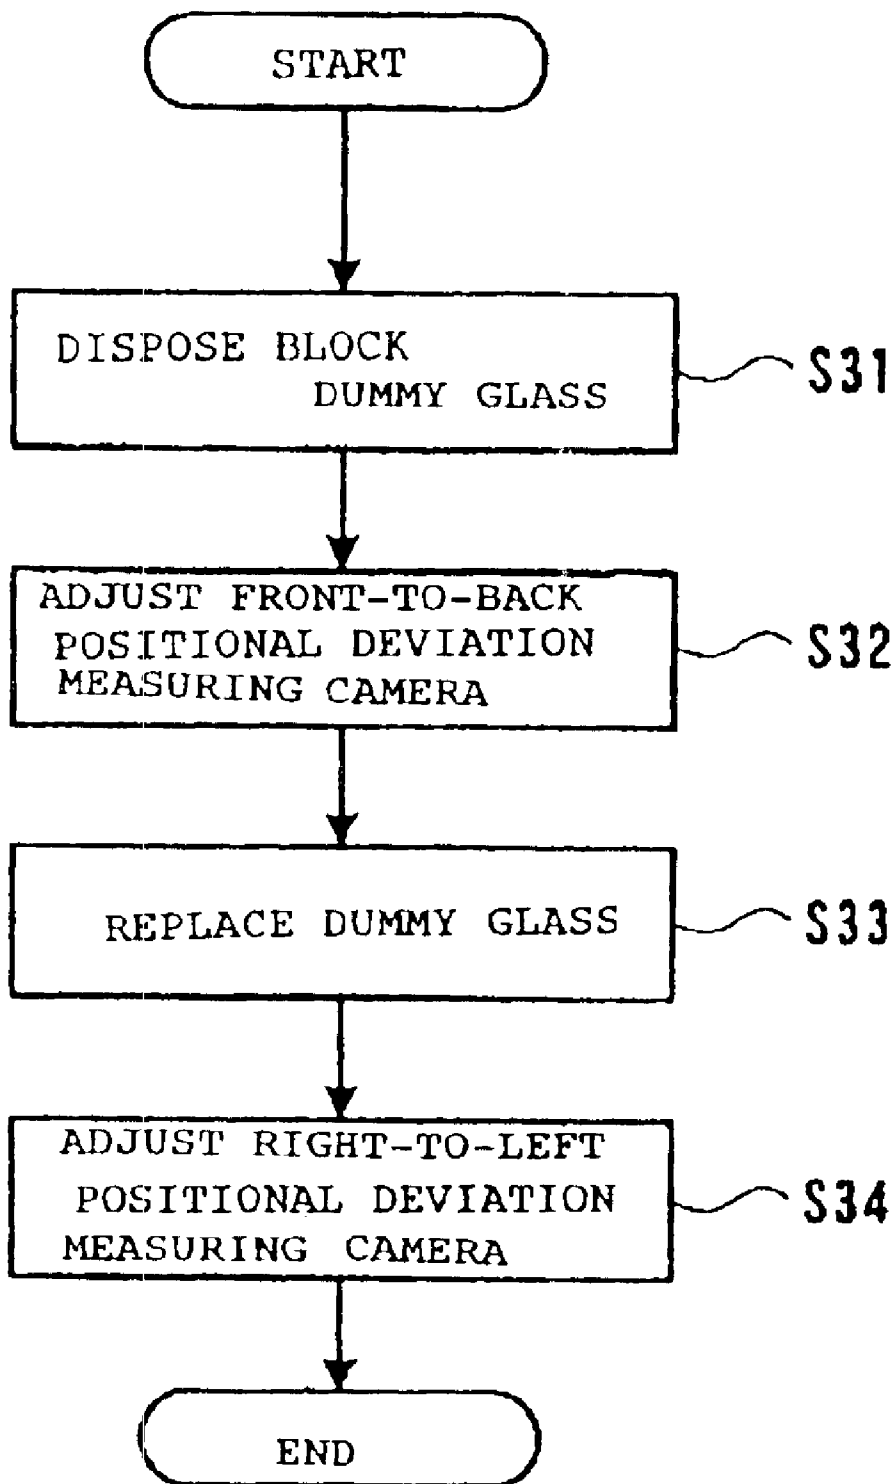 START
DISPOSE BLOCK
DUMMY GLASS
S31
ADJUST FRONT-TO-BACK
POSITIONAL DEVIATION
MEASURING CAMERA
S32
REPLACE DUMMY GLASS
S33
ADJUST RIGHT-TO-LEFT
POSITIONAL DEVIATION
MEASURING CAMERA
S34
END